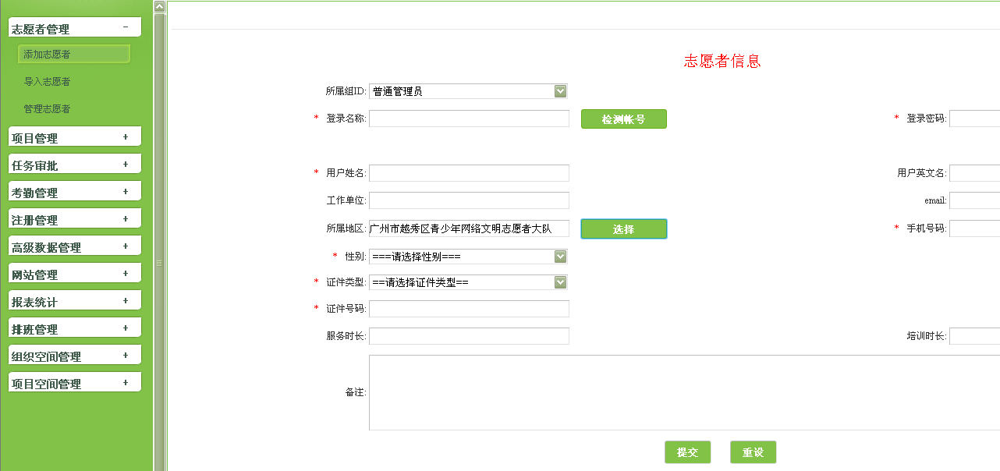 志愿者管理 -
添加志愿者
导入志愿者
管理志愿者
项目管理 +
任务审批 +
考勤管理 +
注册管理 +
高级数据管理 +
网站管理 +
报表统计 +
排班管理 +
组织空间管理 +
项目空间管理 +
志愿者信息
所属组ID: 普通管理员
* 登录名称: 检测帐号 * 登录密码:
* 用户姓名: 用户英文名:
工作单位: email:
所属地区: 广州市越秀区青少年网络文明志愿者大队 选择 * 手机号码:
* 性别: ===请选择性别===
* 证件类型: ==请选择证件类型==
* 证件号码:
服务时长: 培训时长:
备注:
提交 重设